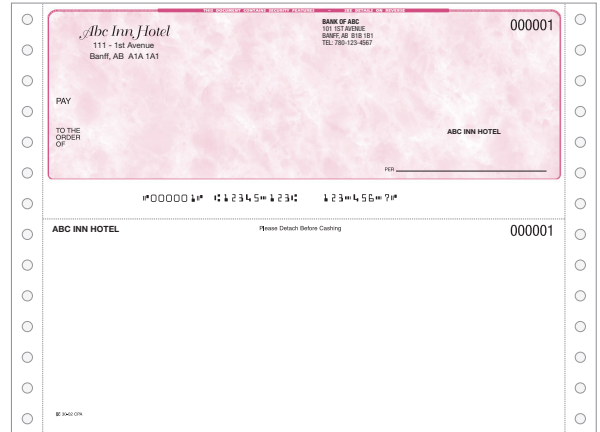 THIS DOCUMENT CONTAINS SECURITY FEATURES – SEE DETAILS ON REVERSE
Abc Inn Hotel
111 - 1st Avenue
Banff, AB A1A 1A1
BANK OF ABC
101 1ST AVENUE
BANFF, AB B1B 1B1
TEL: 780-123-4567
000001
PAY
TO THE
ORDER
OF
ABC INN HOTEL
PER
⑈000001⑈ ⑆12345⑉123⑆ 123⑉456⑉7⑈
ABC INN HOTEL
Please Detach Before Cashing
000001